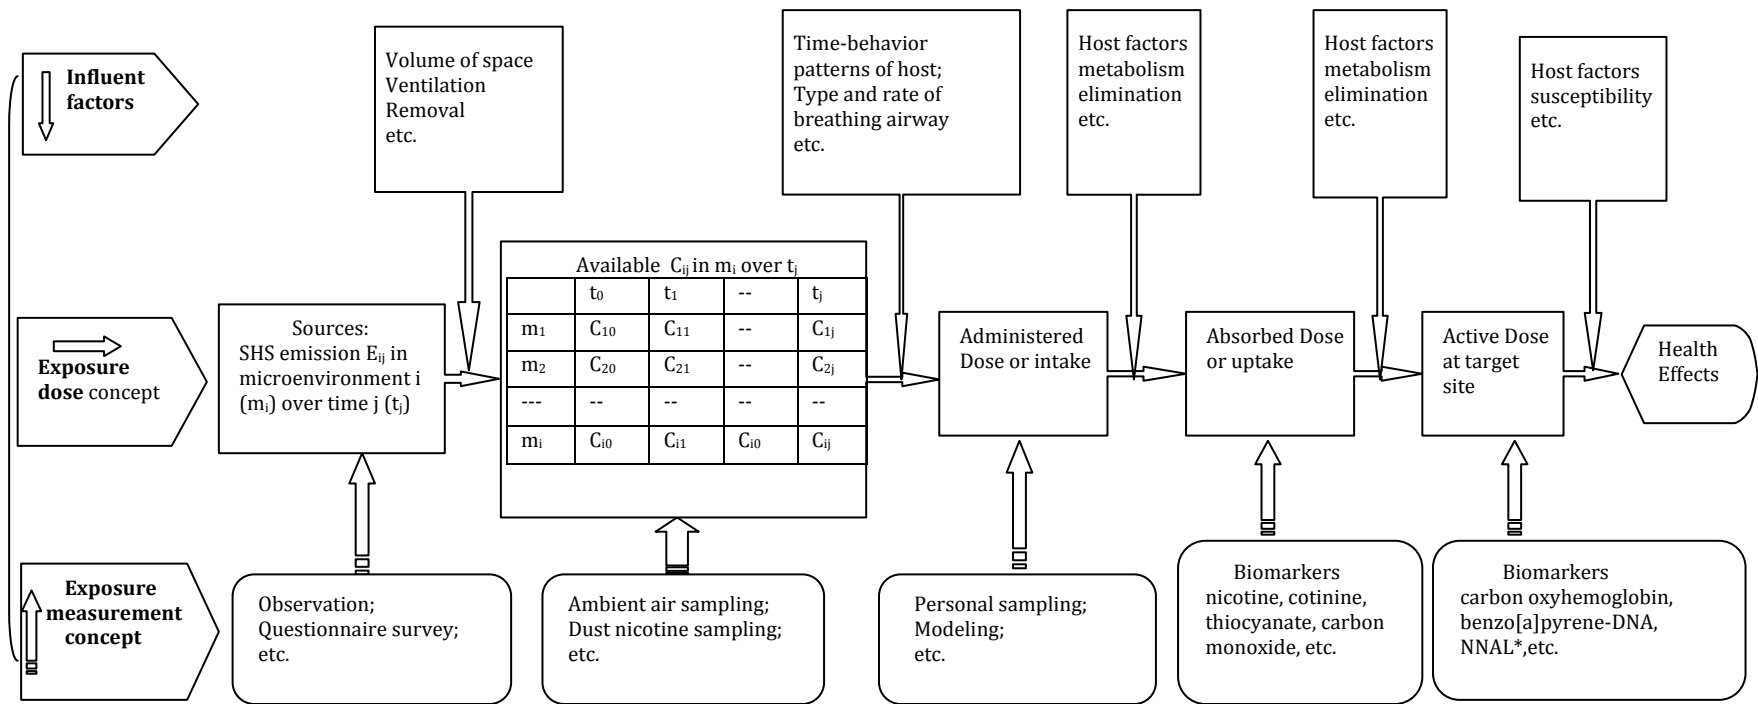 Influent
factors
Volume of space
Ventilation
Removal
etc.
Time-behavior
patterns of host;
Type and rate of
breathing airway
etc.
Host factors
metabolism
elimination
etc.
Host factors
metabolism
elimination
etc.
Host factors
susceptibility
etc.
Exposure
dose concept
Sources:
SHS emission Eij in
microenvironment i
(mi) over time j (tj)
Available Cij in mi over tj
t0 t1 -- tj
m1 C10 C11 -- C1j
m2 C20 C21 -- C2j
--- -- -- -- --
mi Ci0 Ci1 Ci0 Cij
Administered
Dose or intake
Absorbed Dose
or uptake
Active Dose
at target
site
Health
Effects
Exposure
measurement
concept
Observation;
Questionnaire survey;
etc.
Ambient air sampling;
Dust nicotine sampling;
etc.
Personal sampling;
Modeling;
etc.
Biomarkers
nicotine, cotinine,
thiocyanate, carbon
monoxide, etc.
Biomarkers
carbon oxyhemoglobin,
benzo[a]pyrene-DNA,
NNAL*,etc.